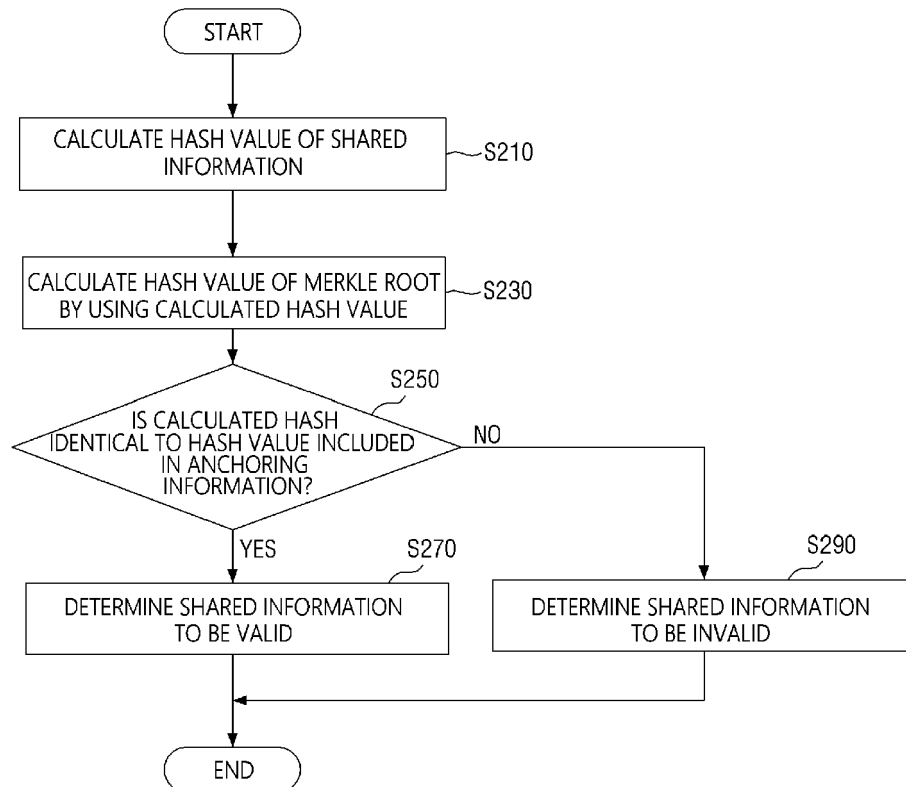 START
CALCULATE HASH VALUE OF SHARED
INFORMATION
S210
CALCULATE HASH VALUE OF MERKLE ROOT
BY USING CALCULATED HASH VALUE
S230
S250
IS CALCULATED HASH
IDENTICAL TO HASH VALUE INCLUDED
IN ANCHORING
INFORMATION?
NO
YES
S270
DETERMINE SHARED INFORMATION
TO BE VALID
S290
DETERMINE SHARED INFORMATION
TO BE INVALID
END